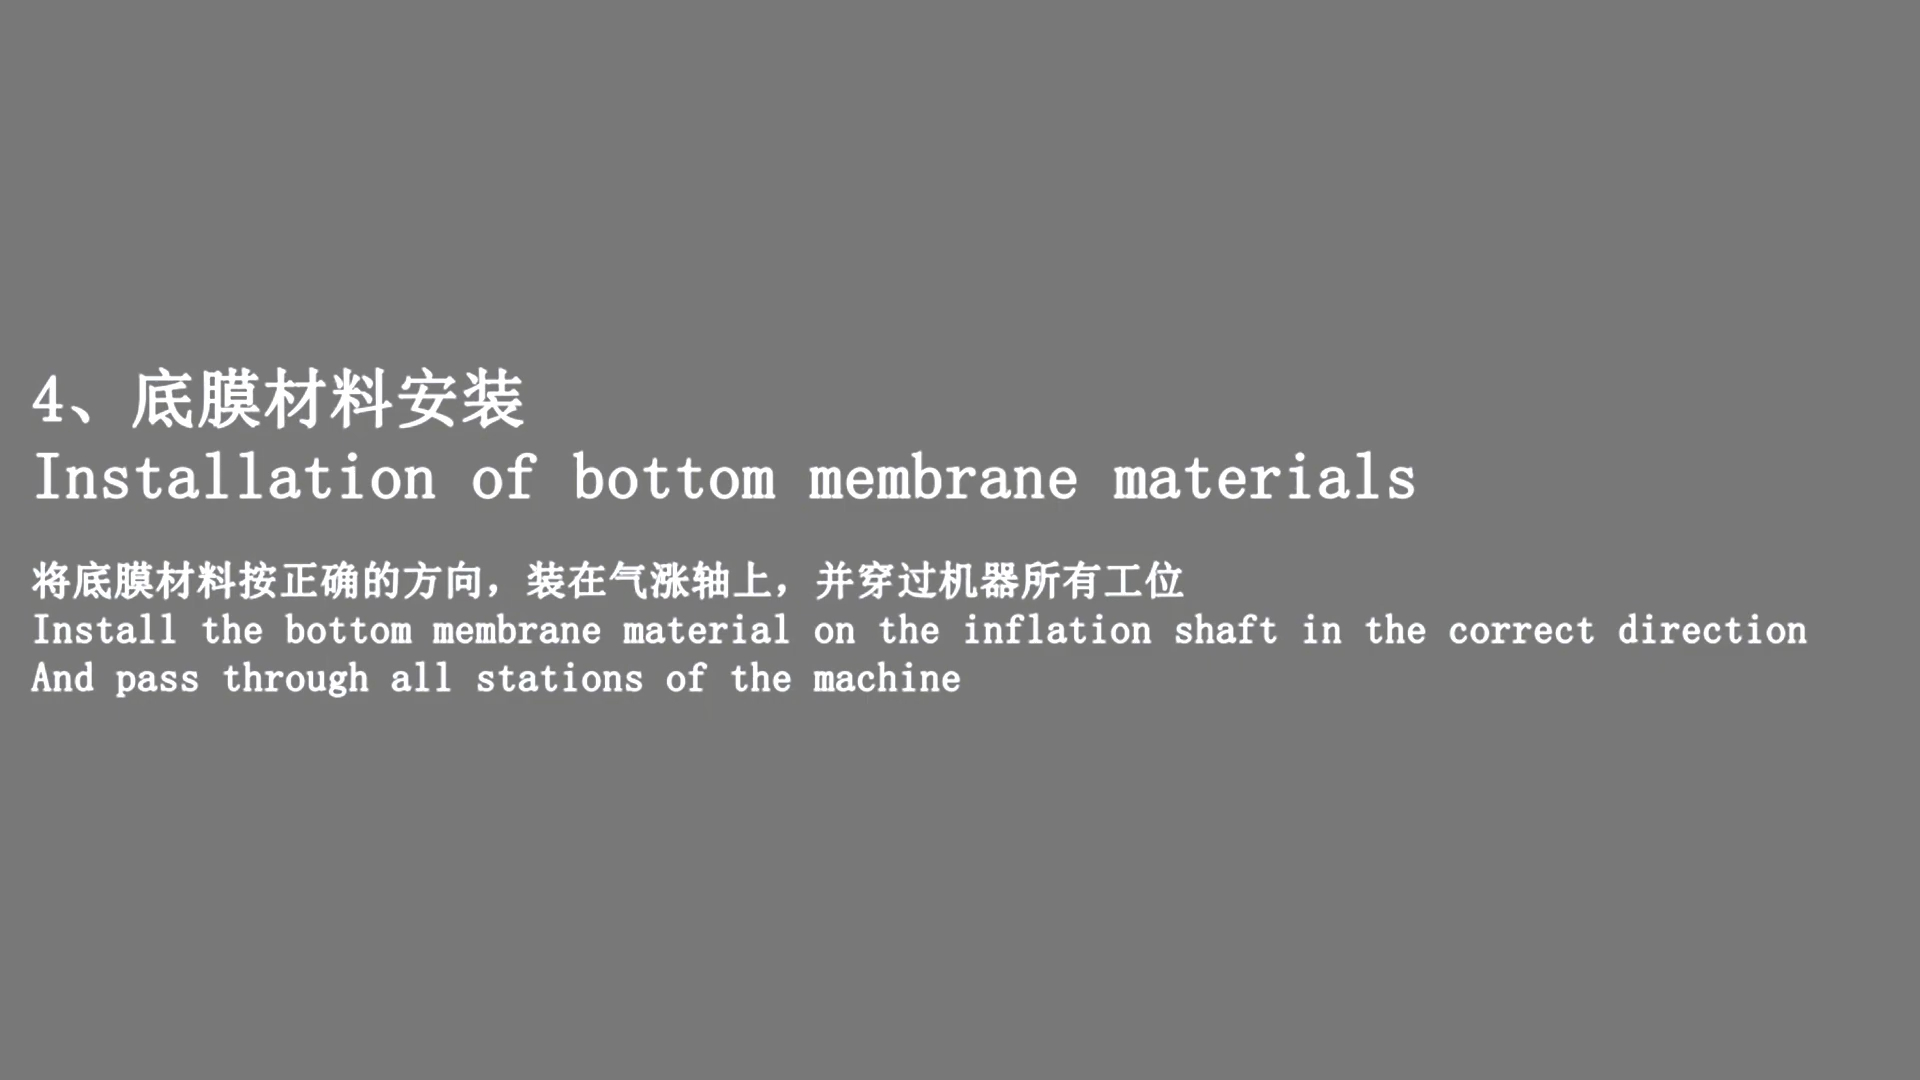 4、底膜材料安装
Installation of bottom membrane materials
将底膜材料按正确的方向，装在气涨轴上，并穿过机器所有工位
Install the bottom membrane material on the inflation shaft in the correct direction
And pass through all stations of the machine